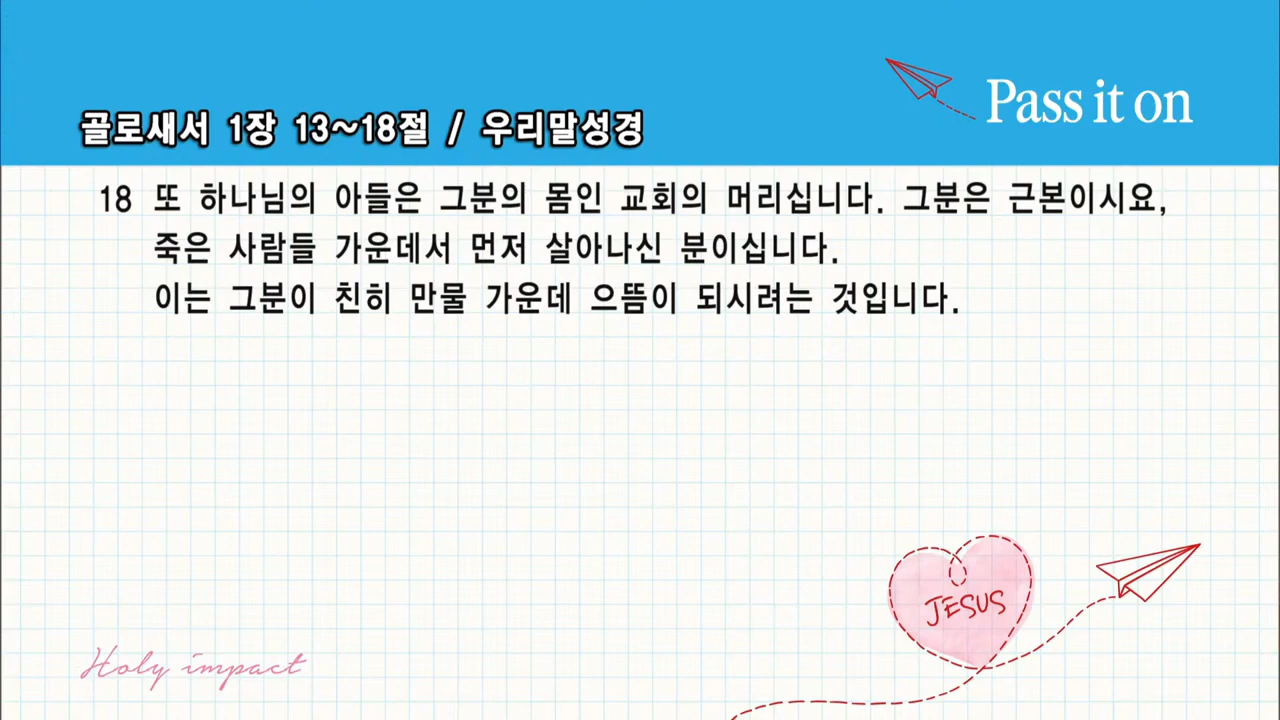 Pass it on
골로새서 1장 13~18절 / 우리말성경
18 또 하나님의 아들은 그분의 몸인 교회의 머리십니다. 그분은 근본이시요,
죽은 사람들 가운데서 먼저 살아나신 분이십니다.
이는 그분이 친히 만물 가운데 으뜸이 되시려는 것입니다.
JESUS
Holy impact